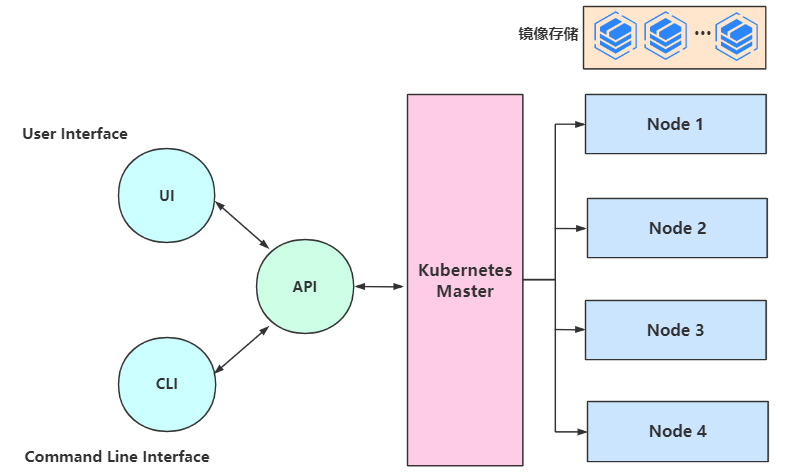 镜像存储
...
User Interface
UI
API
CLI
Command Line Interface
Kubernetes
Master
Node 1
Node 2
Node 3
Node 4